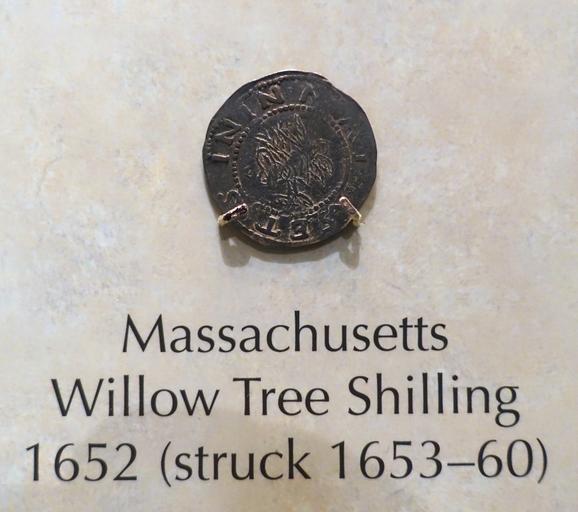 Massachusetts
Willow Tree Shilling
1652 (struck 1653–60)